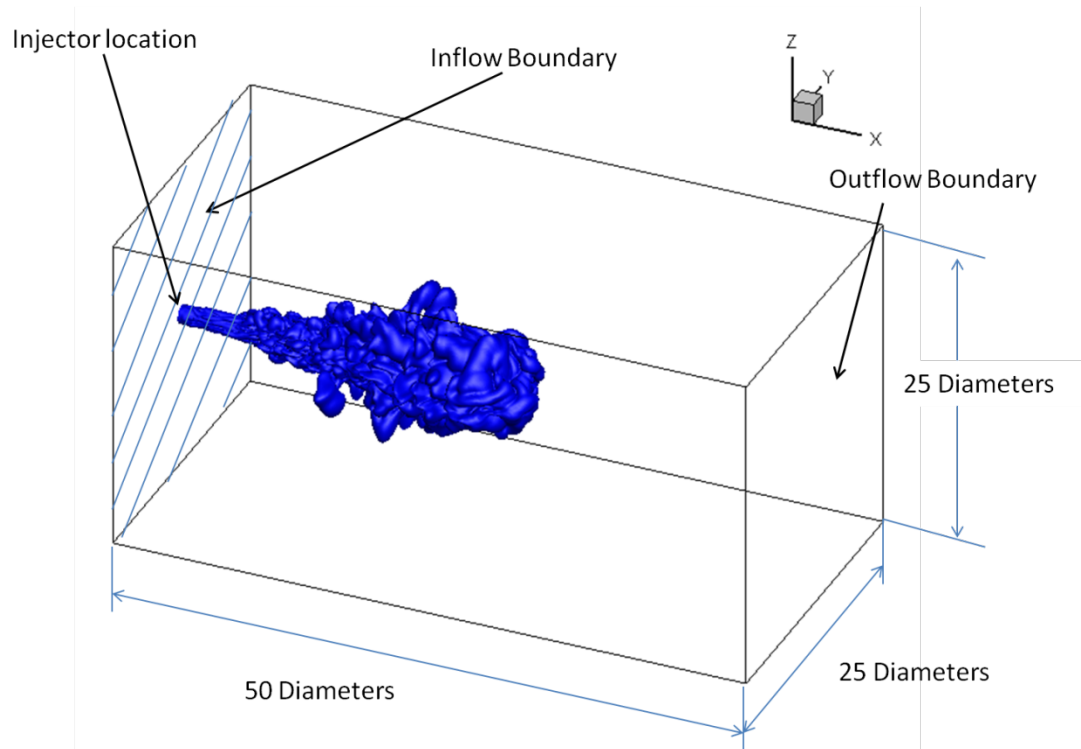 Injector location
Inflow Boundary
Z
Y
X
Outflow Boundary
25 Diameters
25 Diameters
50 Diameters